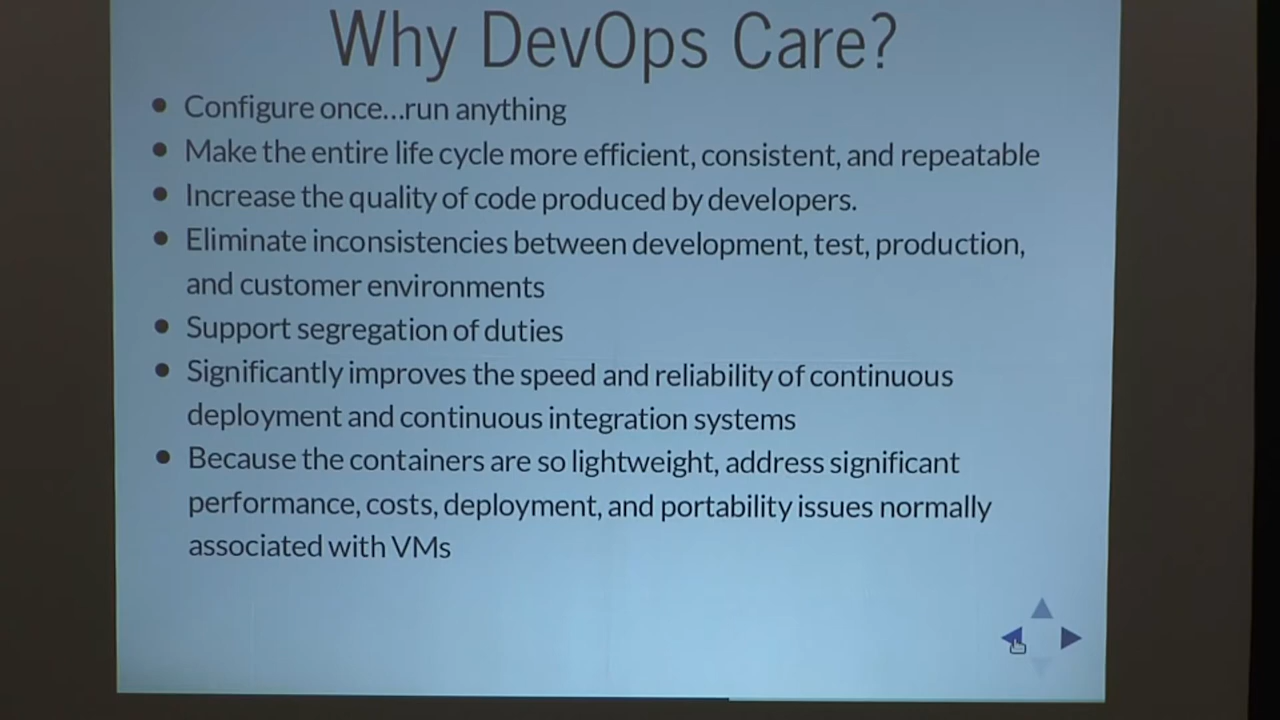 Why DevOps Care?
• Configure once...run anything
• Make the entire life cycle more efficient, consistent, and repeatable
• Increase the quality of code produced by developers.
• Eliminate inconsistencies between development, test, production,
and customer environments
• Support segregation of duties
• Significantly improves the speed and reliability of continuous
deployment and continuous integration systems
• Because the containers are so lightweight, address significant
performance, costs, deployment, and portability issues normally
associated with VMs